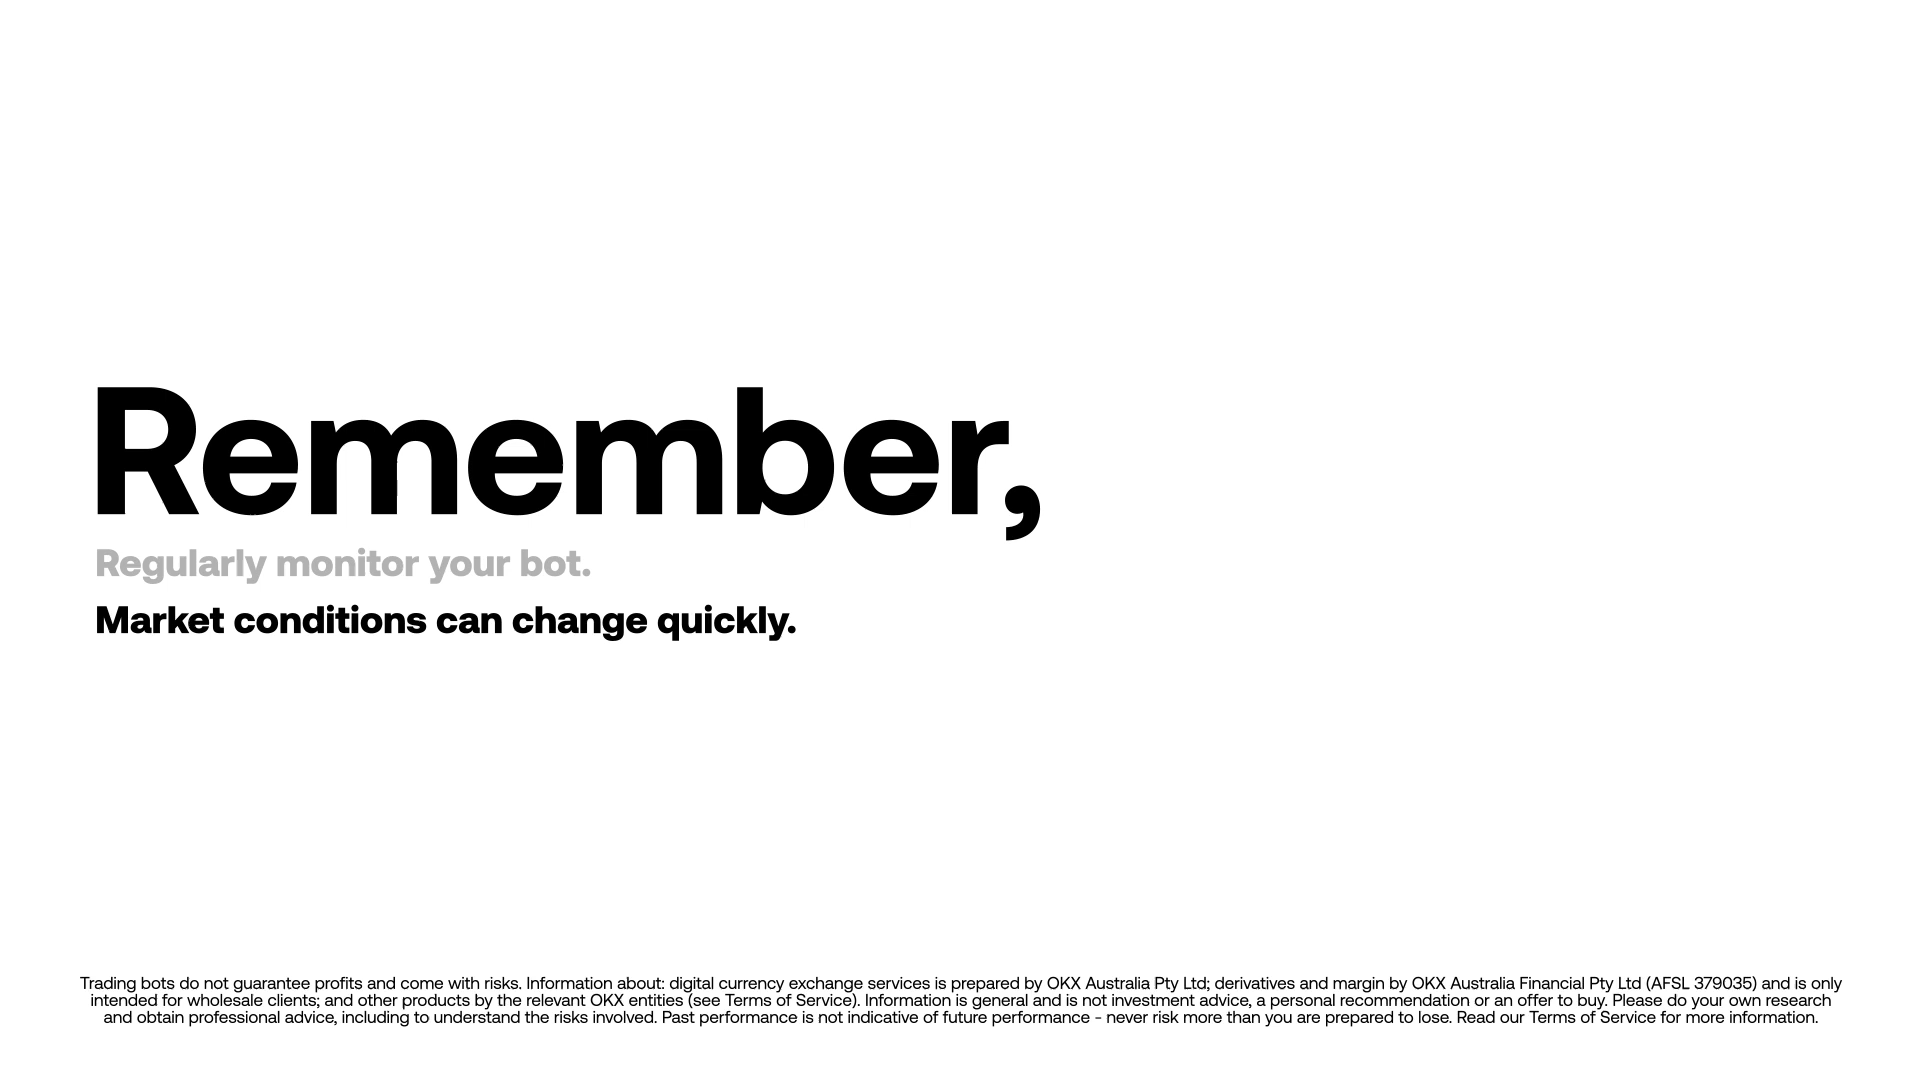 Remember,
Regularly monitor your bot.
Market conditions can change quickly.
Trading bots do not guarantee profits and come with risks. Information about: digital currency exchange services is prepared by OKX Australia Pty Ltd; derivatives and margin by OKX Australia Financial Pty Ltd (AFSL 379035) and is only
intended for wholesale clients; and other products by the relevant OKX entities (see Terms of Service). Information is general and is not investment advice, a personal recommendation or an offer to buy. Please do your own research
and obtain professional advice, including to understand the risks involved. Past performance is not indicative of future performance - never risk more than you are prepared to lose. Read our Terms of Service for more information.